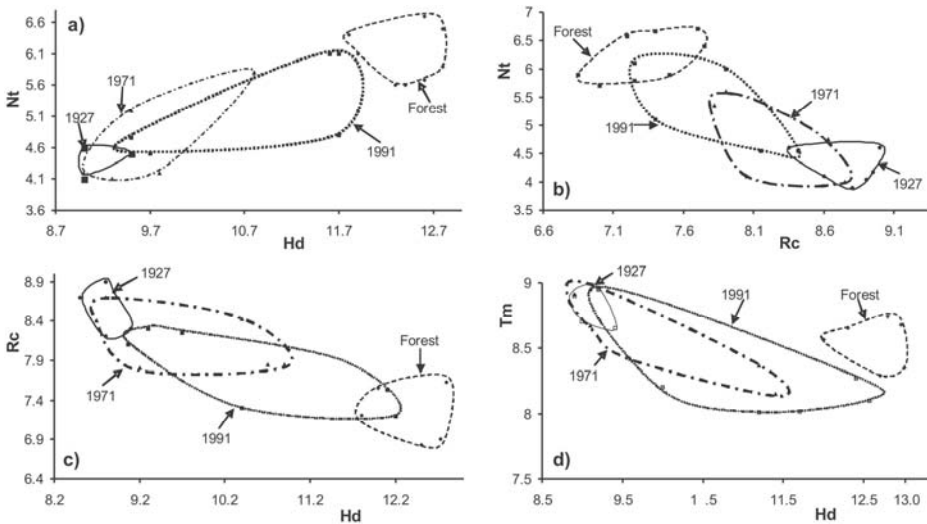 a)
Nt
6.6
6.1
5.6
5.1
4.6
4.1
3.6
1971
1927
Forest
1991
8.7 9.7 10.7 11.7 12.7
Hd
b)
Nt
7
6.5
6
5.5
5
4.5
4
3.5
Forest
1971
1991
1927
6.6 7.1 7.6 8.1 8.6 9.1
Rc
c)
Rc
8.9
8.4
7.9
7.4
6.9
6.4
1927
1971
1991
Forest
8.2 9.2 10.2 11.2 12.2
Hd
d)
Tm
9
8.5
8
7.5
1927
1991
Forest
1971
8.5 9.5 1 .5 11.5 12.5 13.0
Hd